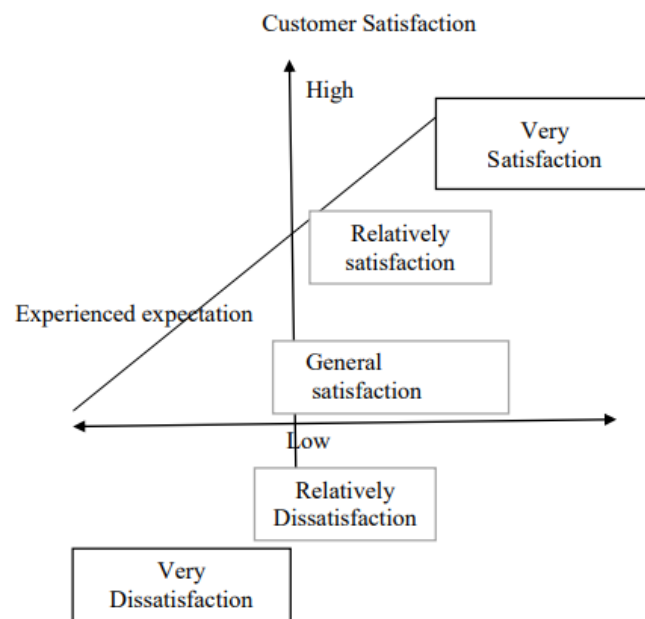 Customer Satisfaction
High
Very
Satisfaction
Relatively
satisfaction
Experienced expectation
General
satisfaction
Low
Relatively
Dissatisfaction
Very
Dissatisfaction